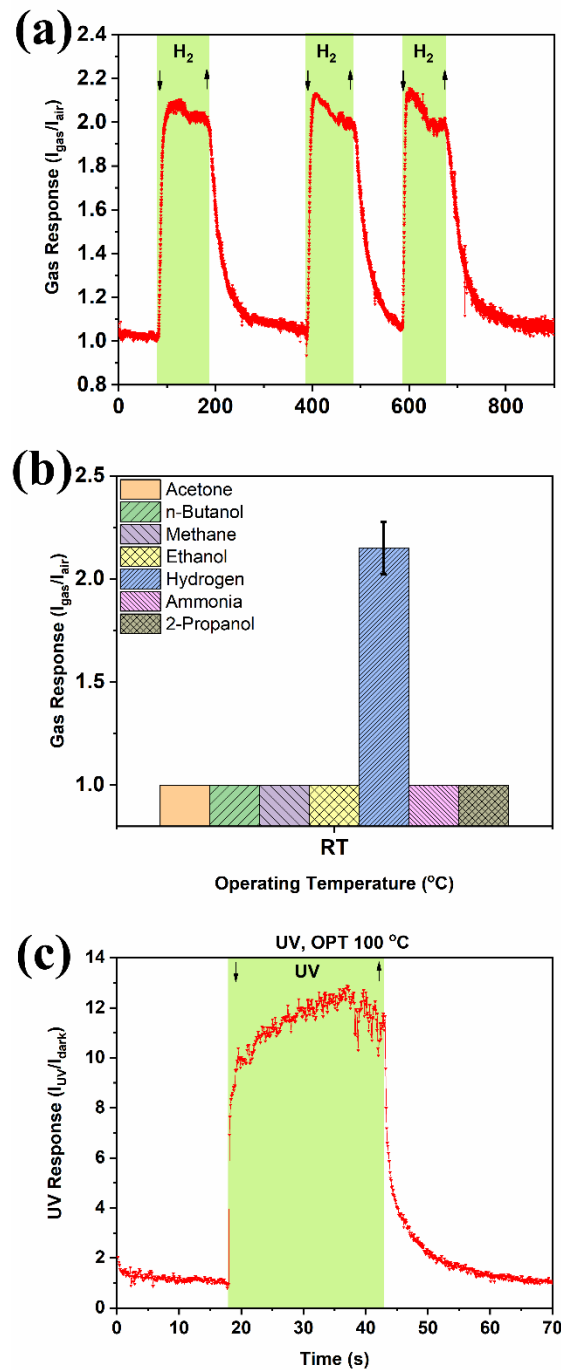 (a)
H2 H2 H2
2.4
2.2
2.0
1.8
1.6
1.4
1.2
1.0
0.8
Gas Response (Igas/Iair)
0 200 400 600 800
(b)
2.5
2.0
1.5
1.0
Gas Response (Igas/Iair)
Acetone
n-Butanol
Methane
Ethanol
Hydrogen
Ammonia
2-Propanol
RT
Operating Temperature (oC)
(c)
UV, OPT 100 oC
UV
14
12
10
8
6
4
2
0
UV Response (IUV/Idark)
0 10 20 30 40 50 60 70
Time (s)